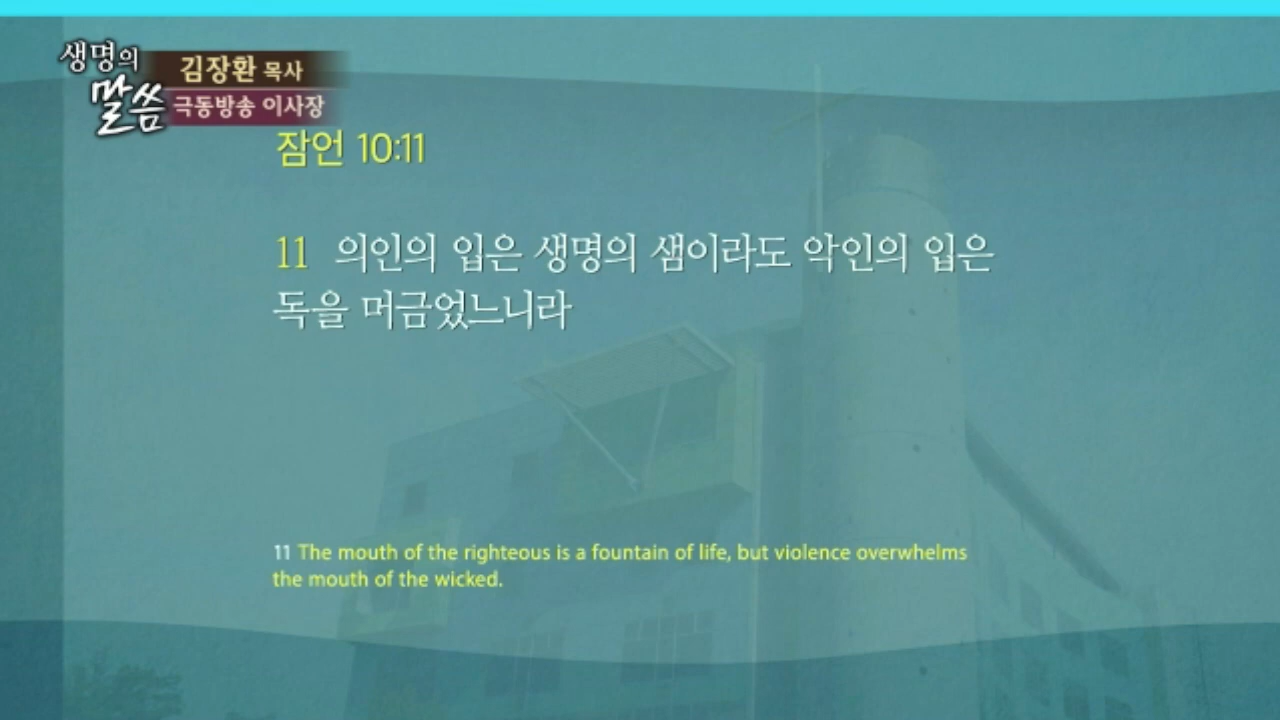 생명의
말씀
김장환 목사
극동방송 이사장
잠언 10:11
11 의인의 입은 생명의 샘이라도 악인의 입은
독을 머금었느니라
11 The mouth of the righteous is a fountain of life, but violence overwhelms
the mouth of the wicked.